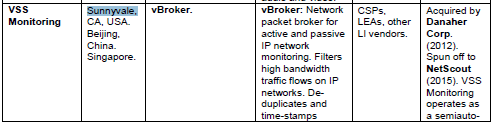 VSS
Monitoring
Sunnyvale,
CA, USA.
Beijing,
China.
Singapore.
vBroker.
vBroker: Network
packet broker for
active and passive
IP network
monitoring. Filters
high bandwidth
traffic flows on IP
networks. De-
duplicates and
time-stamps
CSPs,
LEAs, other
LI vendors.
Acquired by
Danaher
Corp.
(2012).
Spun off to
NetScout
(2015). VSS
Monitoring
operates as
a semiauto-